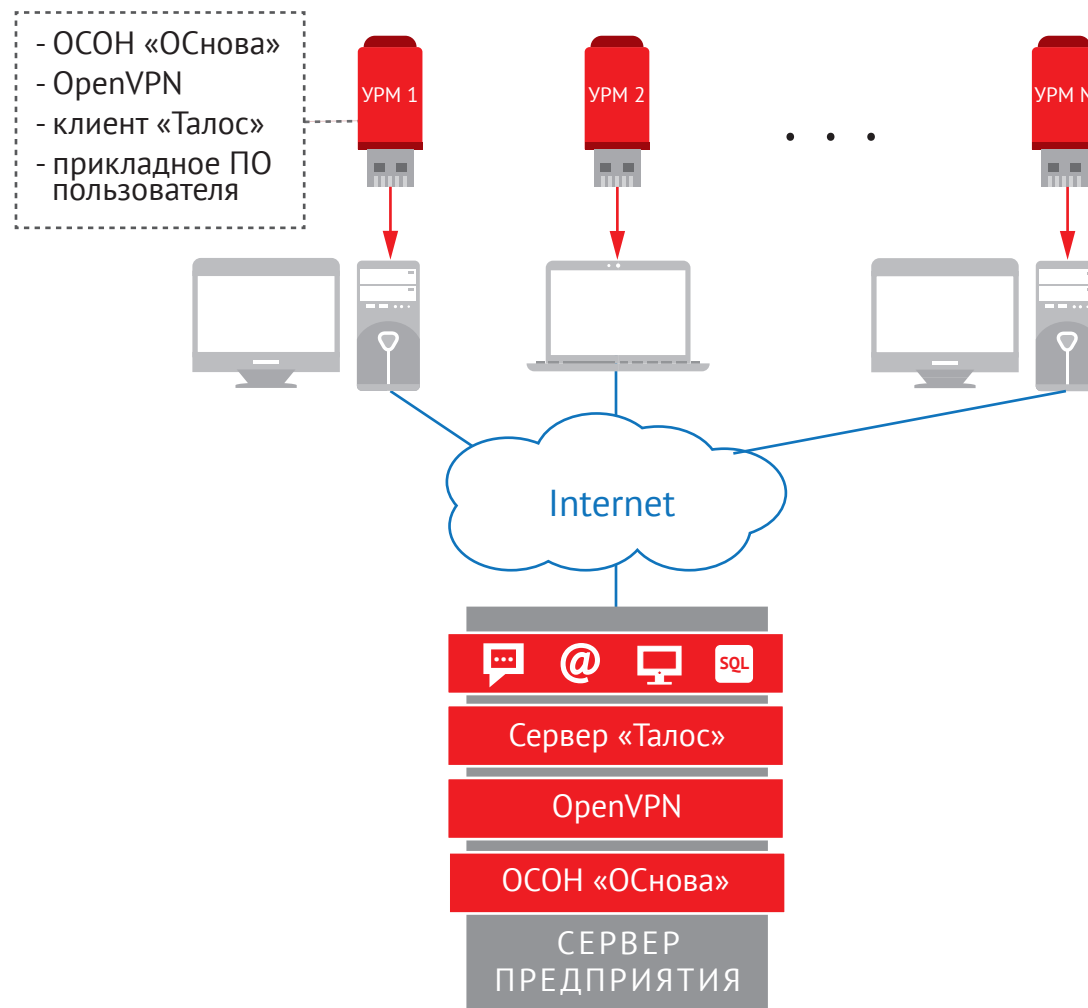 - ОСОН «ОСнова»
- OpenVPN
- клиент «Талос»
- прикладное ПО
пользователя
УРМ 1
УРМ 2
. . .
УРМ N
Internet
@
SQL
Сервер «Талос»
OpenVPN
ОСОН «ОСнова»
СЕРВЕР
ПРЕДПРИЯТИЯ